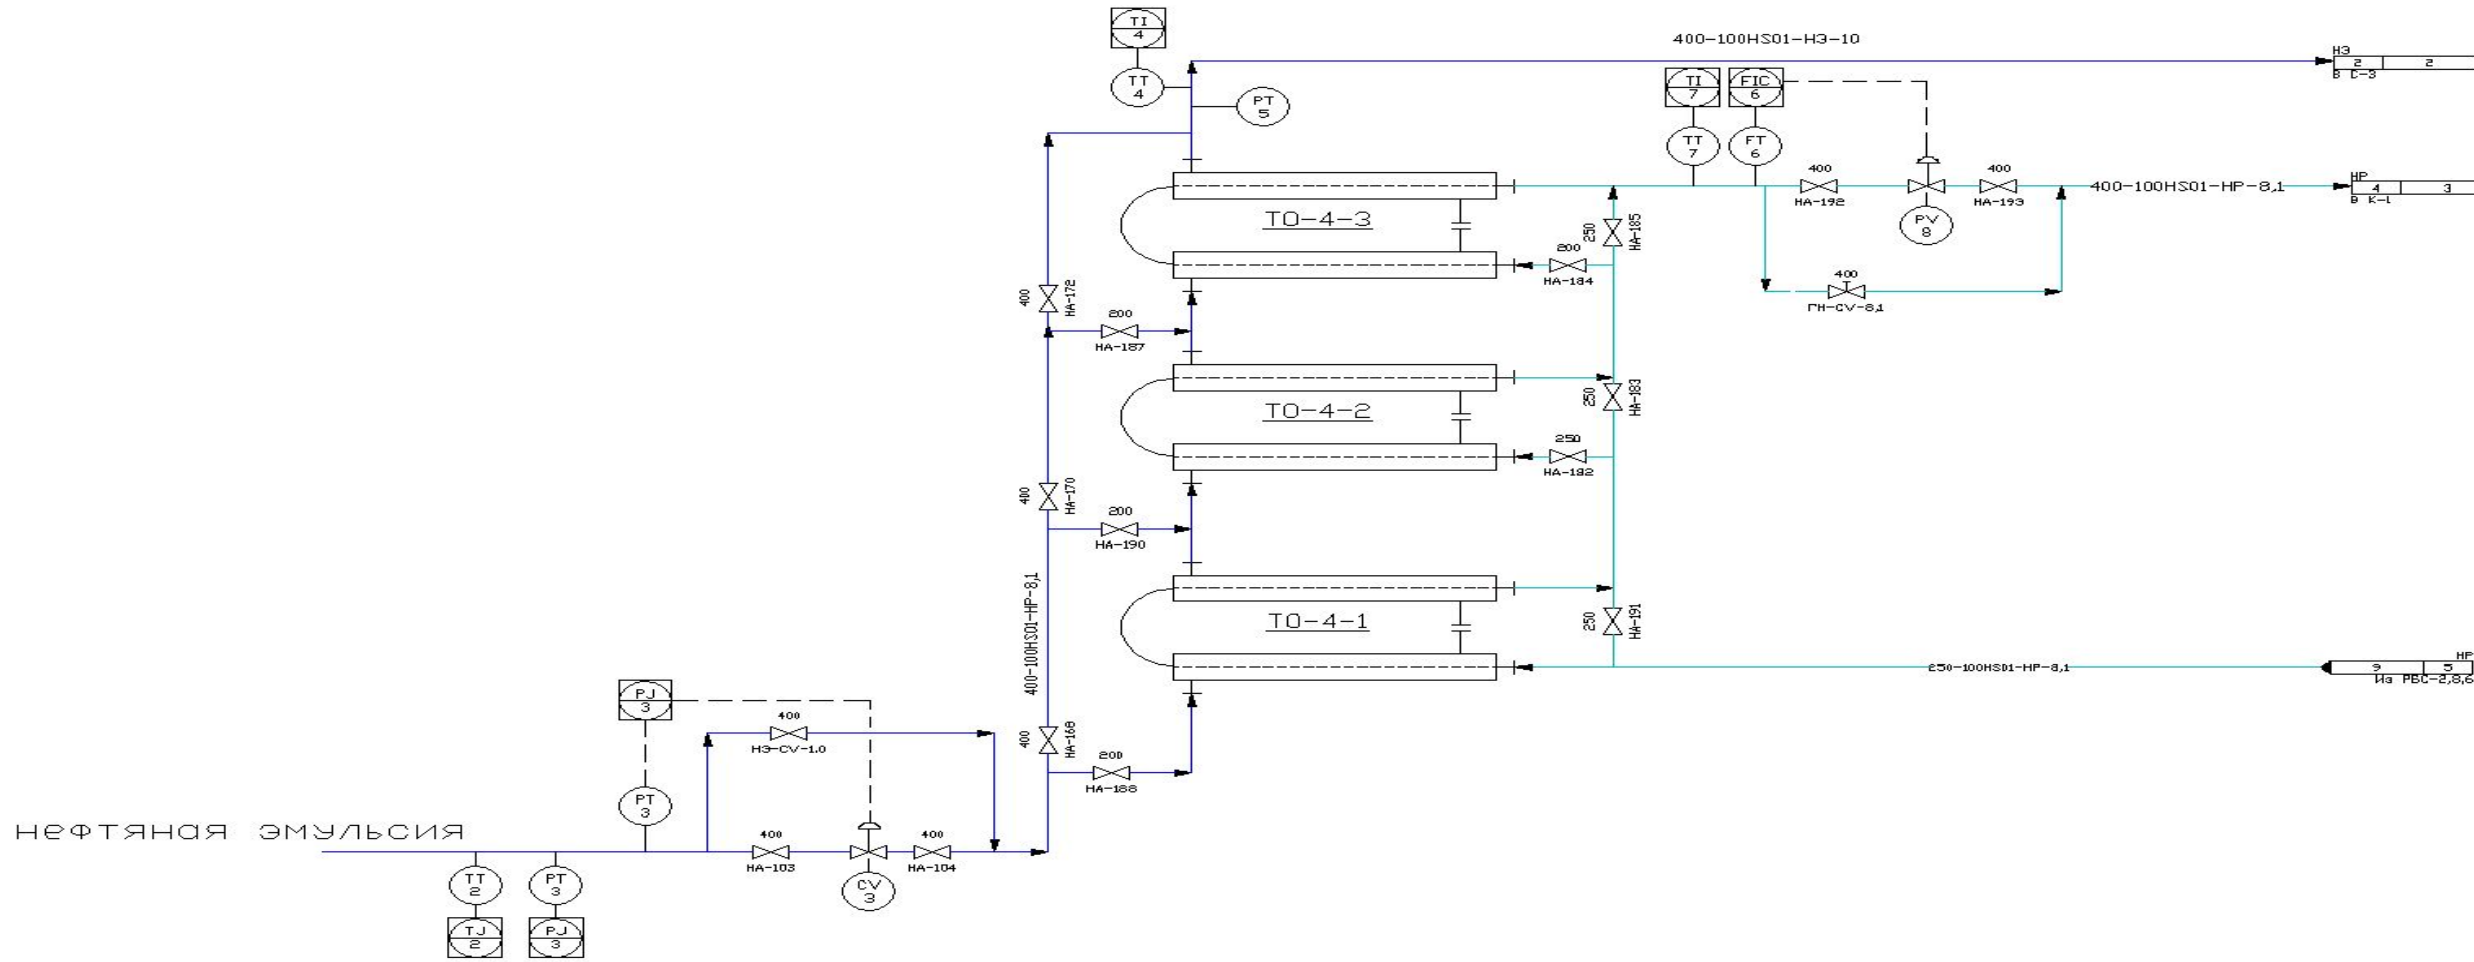 TI
4
400-100HS01-НЭ-10
НЭ
2 2
В С-3
TT
4
PT
5
TI
7
FIC
6
TT
7
FT
6
400
НА-192
400
НА-193
PV
8
400-100HS01-НР-8,1
НР
4 3
В К-1
400
ГН-CV-8,1
ТО-4-3
250
НА-185
200
НА-184
400
НА-172
200
НА-187
ТО-4-2
250
НА-183
250
НА-182
400
НА-170
200
НА-190
ТО-4-1
250
НА-191
250-100HS01-НР-8,1
НР
9 5
Из РВС-2,8,6
400-100HS01-НР-8,1
400
НА-168
200
НА-188
PJ
3
400
НЭ-CV-1.0
PT
3
нефтяная эмульсия
400
НА-103
400
НА-104
CV
3
TT
2
PT
3
TJ
2
PJ
3